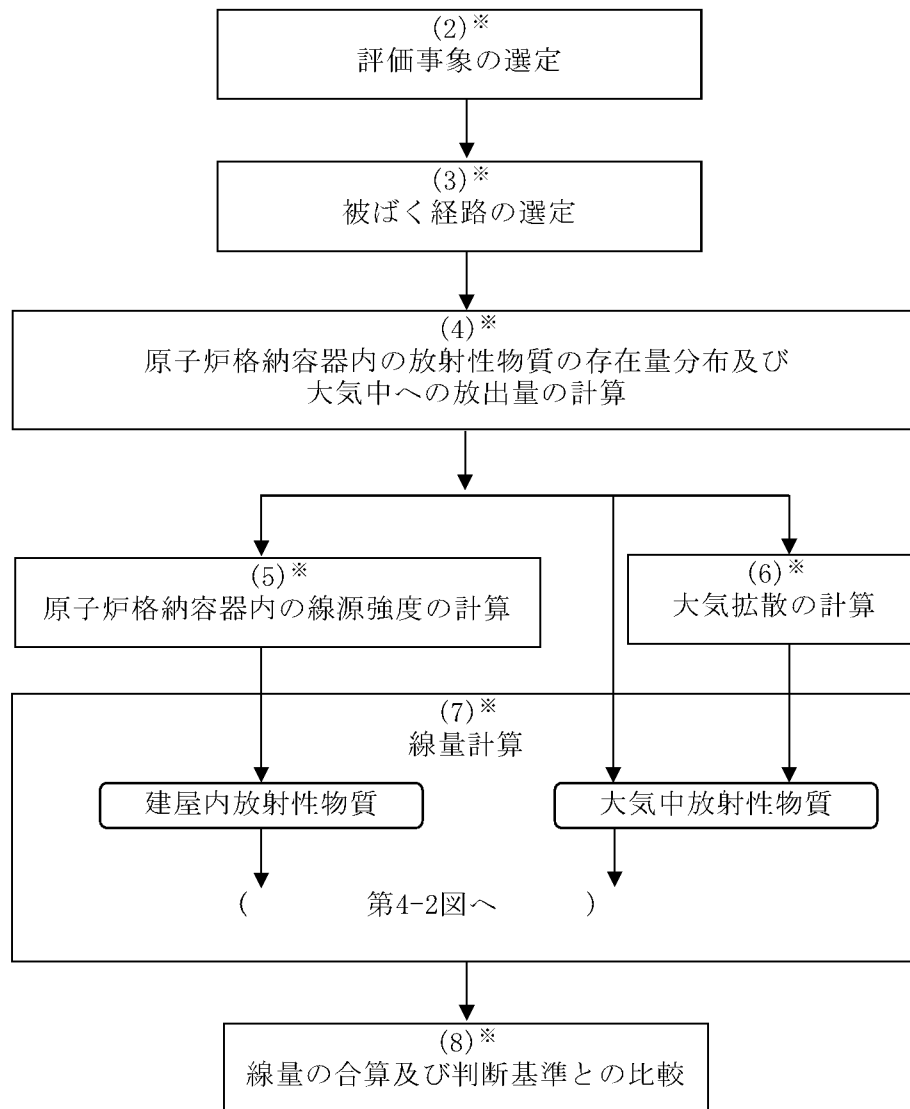 (2)※
評価事象の選定
(3)※
被ばく経路の選定
(4)※
原子炉格納容器内の放射性物質の存在量分布及び
大気中への放出量の計算
(5)※
原子炉格納容器内の線源強度の計算
(6)※
大気拡散の計算
(7)※
線量計算
建屋内放射性物質
大気中放射性物質
( 第4-2図へ )
(8)※
線量の合算及び判断基準との比較